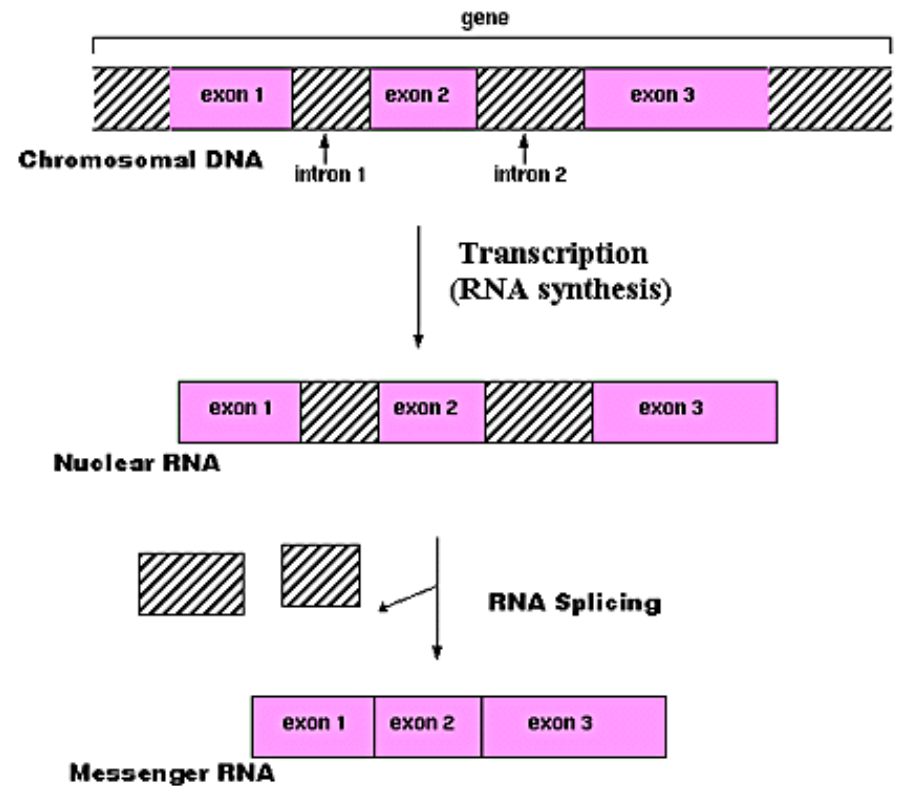 gene
exon 1 exon 2 exon 3
Chromosomal DNA
intron 1 intron 2
Transcription
(RNA synthesis)
exon 1 exon 2 exon 3
Nuclear RNA
RNA Splicing
exon 1 exon 2 exon 3
Messenger RNA